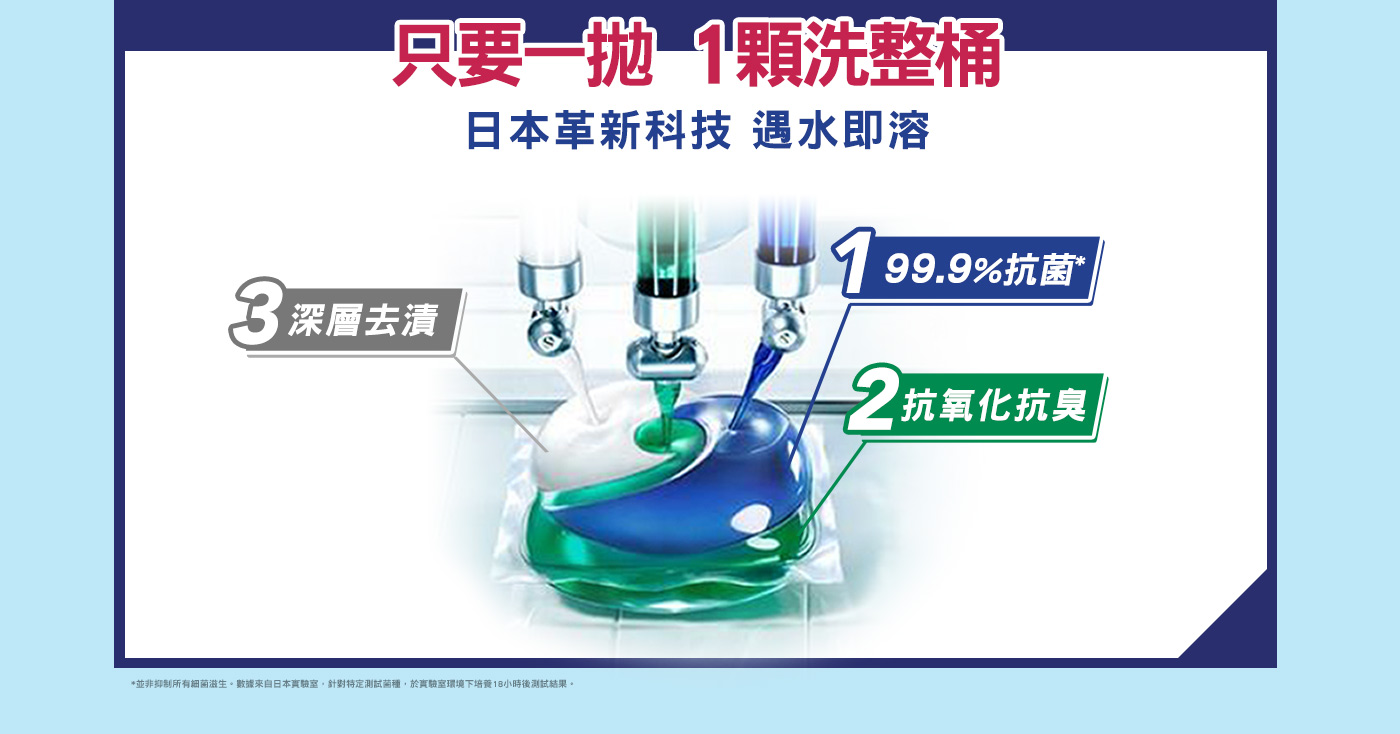 只要一拋 1顆洗整桶
日本革新科技 遇水即溶
1 99.9%抗菌*
3 深層去漬
2 抗氧化抗臭
*並非抑制所有細菌滋生。數據來自日本實驗室，針對特定測試菌種，於實驗室環境下培養18小時後測試結果。